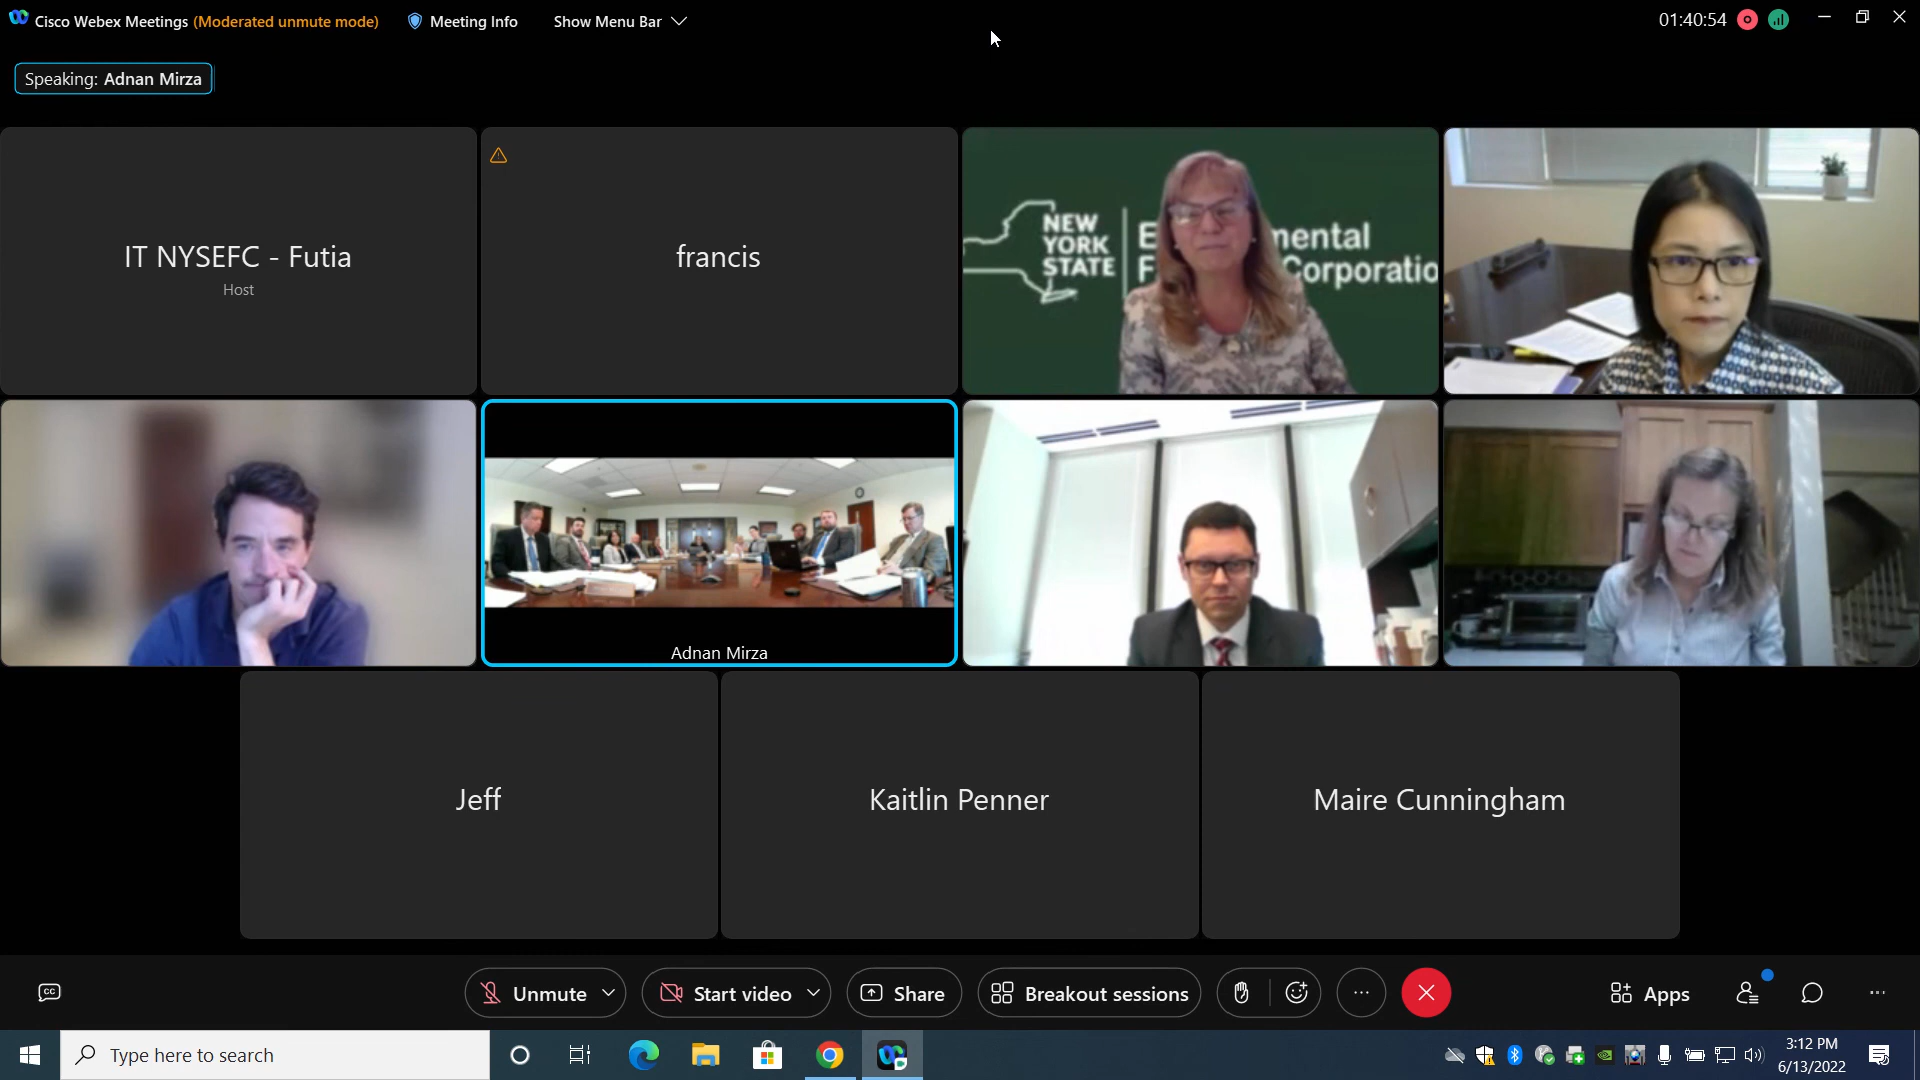 Cisco Webex Meetings (Moderated unmute mode) Meeting Info Show Menu Bar 01:40:54
Speaking: Adnan Mirza
IT NYSEFC - Futia
Host
francis
NEW
YORK
STATE
E mental
F Corporatio
Adnan Mirza
Jeff
Kaitlin Penner
Maire Cunningham
CC Unmute Start video Share Breakout sessions Apps
Type here to search
3:12 PM
6/13/2022